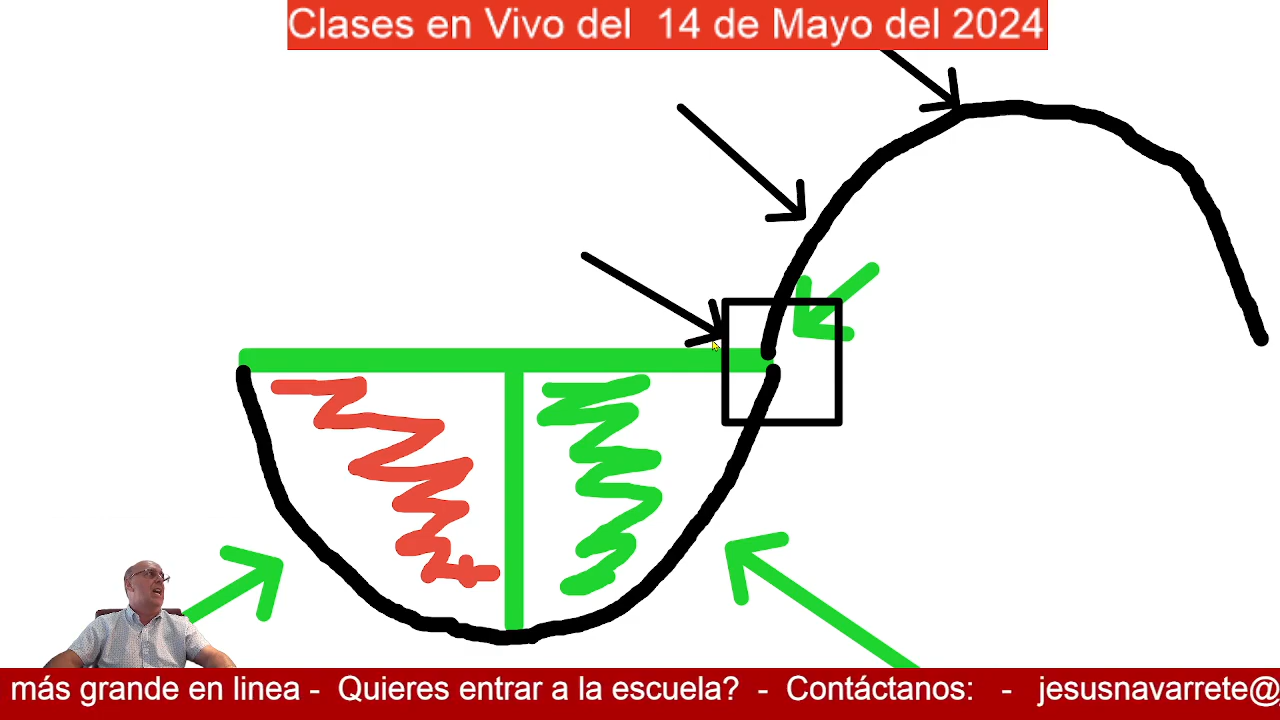 Clases en Vivo del  14 de Mayo del 2024
más grande en linea -  Quieres entrar a la escuela?  -  Contáctanos:   -  jesusnavarrete@